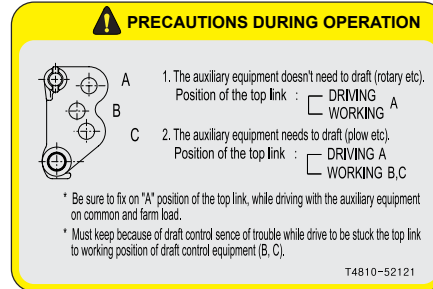 PRECAUTIONS DURING OPERATION
A
B
C
1. The auxiliary equipment doesn't need to draft (rotary etc).
Position of the top link : DRIVING
WORKING A
2. The auxiliary equipment needs to draft (plow etc).
Position of the top link : DRIVING A
WORKING B,C
* Be sure to fix on "A" position of the top link, while driving with the auxiliary equipment
on common and farm load.
* Must keep because of draft control sence of trouble while drive to be stuck the top link
to working position of draft control equipment (B, C).
T4810-52121